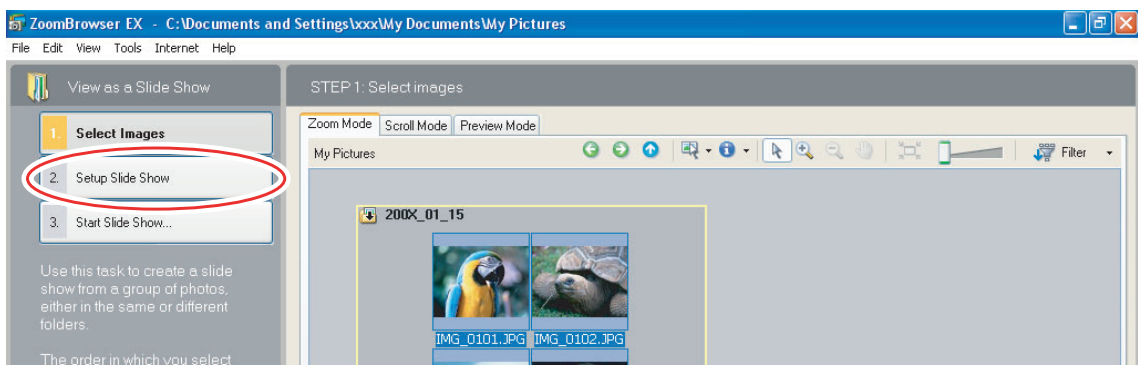 ZoomBrowser EX - C:\Documents and Settings\xxx\My Documents\My Pictures
File Edit View Tools Internet Help
View as a Slide Show
STEP 1: Select images
1. Select Images
2. Setup Slide Show
3. Start Slide Show...
Use this task to create a slide
show from a group of photos,
either in the same or different
folders.
The order in which you select
Zoom Mode Scroll Mode Preview Mode
My Pictures
Filter
200X_01_15
IMG_0101.JPG IMG_0102.JPG